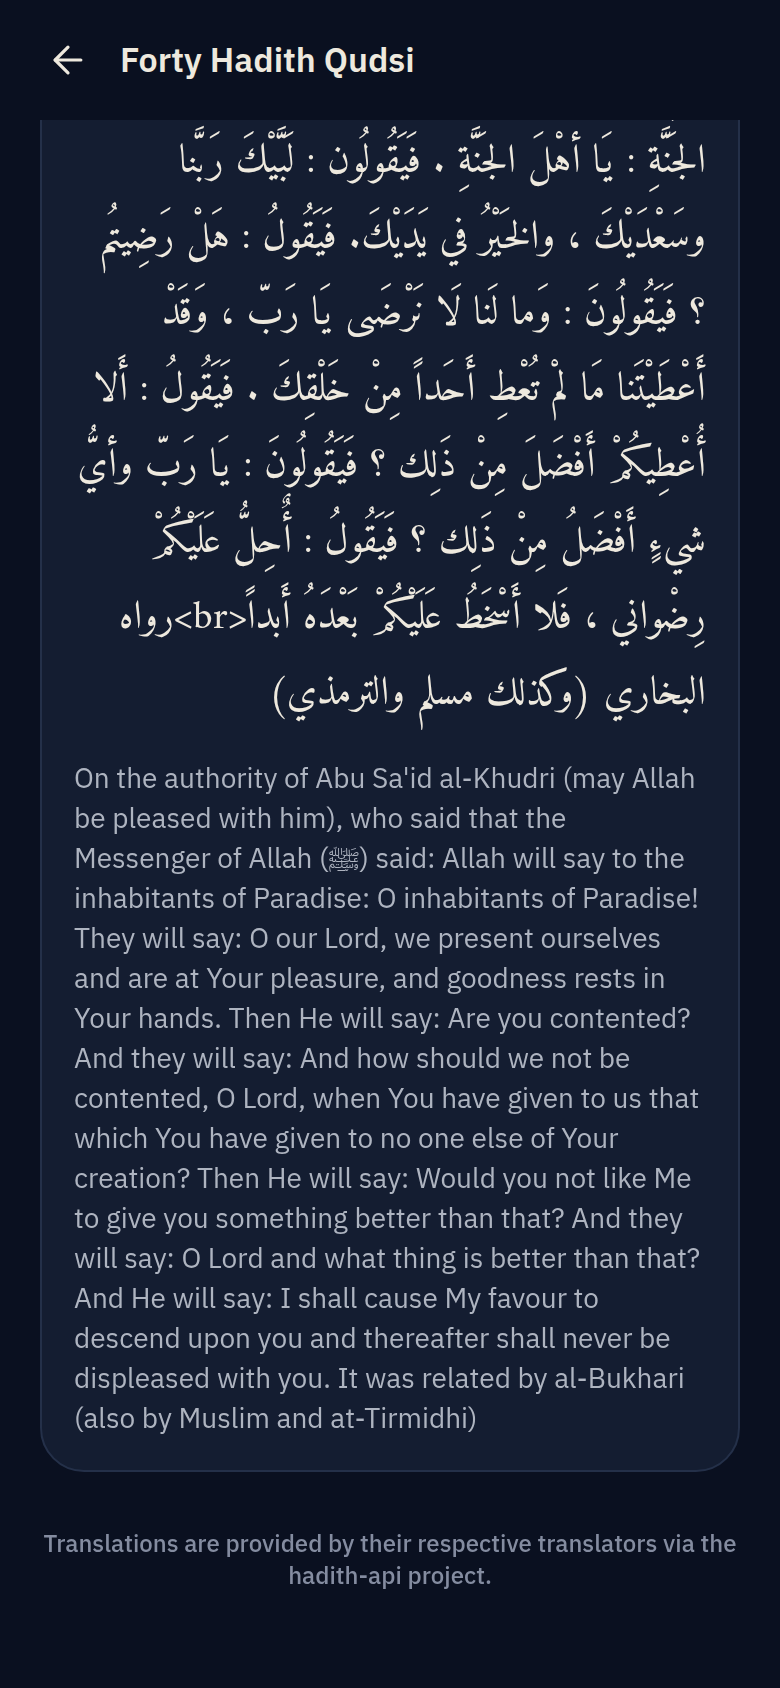 Forty Hadith Qudsi
الجَنَّةِ : يَا أهْلَ الجَنَّةِ . فَيَقُولُون : لَبَّيْكَ رَبنا
وسَعْدَيْكَ ، والخَيْرُ في يَدَيْكَ. فَيَقُولُ : هَلْ رَضِيتُم
؟ فَيَقُولُونَ : وَما لَنا لَا نَرْضَى يَا رَبّ ، وَقَدْ
أَعْطَيْتَنا مَا لمْ تُعْطِ أَحَداً مِنْ خَلْقِكَ . فَيَقُولُ : أَلا
أُعْطِيكُمْ أَفْضَلَ مِنْ ذَلِك ؟ فَيَقُولُونَ : يَا رَبّ وأيُّ
شيءٍ أَفْضَلُ مِنْ ذَلِك ؟ فَيَقُولُ : أُحِلُّ عَلَيْكُمْ
رِضْواني ، فَلا أَسْخَطُ عَلَيْكُمْ بَعْدَهُ أَبداً<br>رواه
البخاري (وكذلك مسلم والترمذي)
On the authority of Abu Sa'id al-Khudri (may Allah
be pleased with him), who said that the
Messenger of Allah (ﷺ) said: Allah will say to the
inhabitants of Paradise: O inhabitants of Paradise!
They will say: O our Lord, we present ourselves
and are at Your pleasure, and goodness rests in
Your hands. Then He will say: Are you contented?
And they will say: And how should we not be
contented, O Lord, when You have given to us that
which You have given to no one else of Your
creation? Then He will say: Would you not like Me
to give you something better than that? And they
will say: O Lord and what thing is better than that?
And He will say: I shall cause My favour to
descend upon you and thereafter shall never be
displeased with you. It was related by al-Bukhari
(also by Muslim and at-Tirmidhi)
Translations are provided by their respective translators via the
hadith-api project.